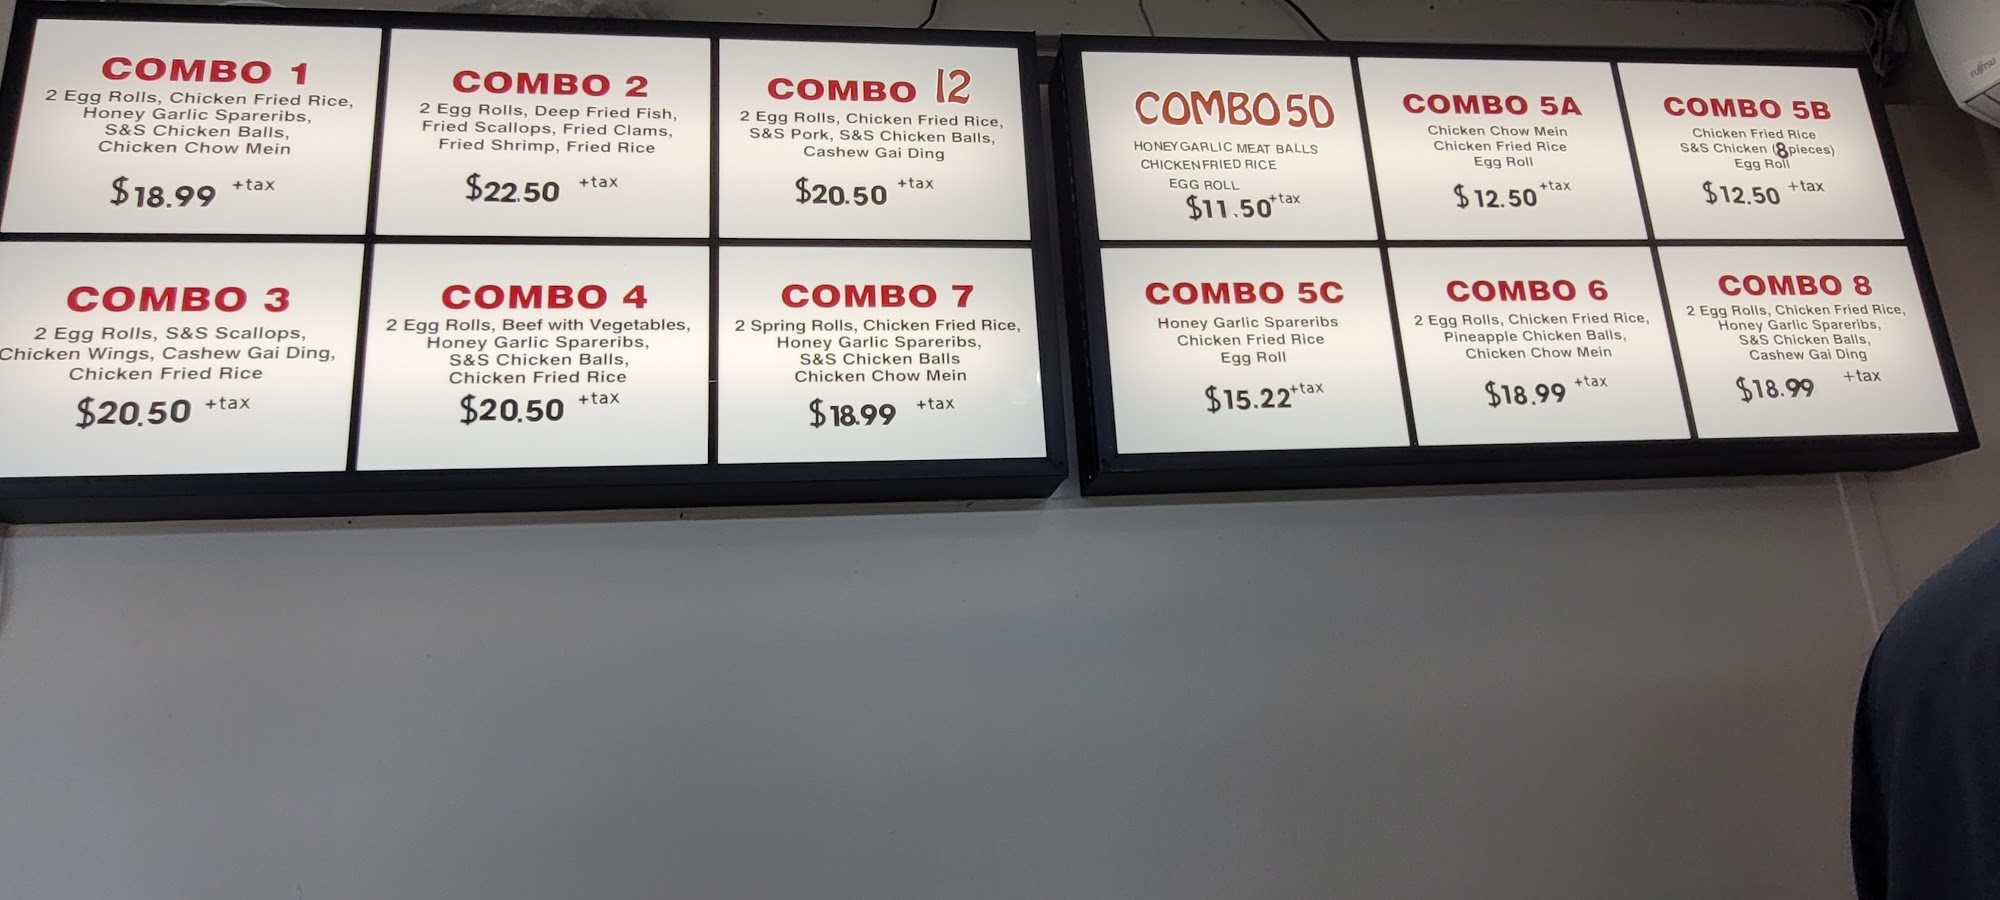 COMBO 1
2 Egg Rolls, Chicken Fried Rice,
Honey Garlic Spareribs,
S&S Chicken Balls,
Chicken Chow Mein
$18.99 +tax
COMBO 2
2 Egg Rolls, Deep Fried Fish,
Fried Scallops, Fried Clams,
Fried Shrimp, Fried Rice
$22.50 +tax
COMBO 12
2 Egg Rolls, Chicken Fried Rice,
S&S Pork, S&S Chicken Balls,
Cashew Gai Ding
$20.50 +tax
COMBO 3
2 Egg Rolls, S&S Scallops,
Chicken Wings, Cashew Gai Ding,
Chicken Fried Rice
$20.50 +tax
COMBO 4
2 Egg Rolls, Beef with Vegetables,
Honey Garlic Spareribs,
S&S Chicken Balls,
Chicken Fried Rice
$20.50 +tax
COMBO 7
2 Spring Rolls, Chicken Fried Rice,
Honey Garlic Spareribs,
S&S Chicken Balls
Chicken Chow Mein
$18.99 +tax
COMBO 5D
HONEY GARLIC MEAT BALLS
CHICKEN FRIED RICE
EGG ROLL
$11.50 +tax
COMBO 5A
Chicken Chow Mein
Chicken Fried Rice
Egg Roll
$12.50 +tax
COMBO 5B
Chicken Fried Rice
S&S Chicken (8 pieces)
Egg Roll
$12.50 +tax
COMBO 5C
Honey Garlic Spareribs
Chicken Fried Rice
Egg Roll
$15.22 +tax
COMBO 6
2 Egg Rolls, Chicken Fried Rice,
Pineapple Chicken Balls,
Chicken Chow Mein
$18.99 +tax
COMBO 8
2 Egg Rolls, Chicken Fried Rice,
Honey Garlic Spareribs,
S&S Chicken Balls,
Cashew Gai Ding
$18.99 +tax
FUJITSU